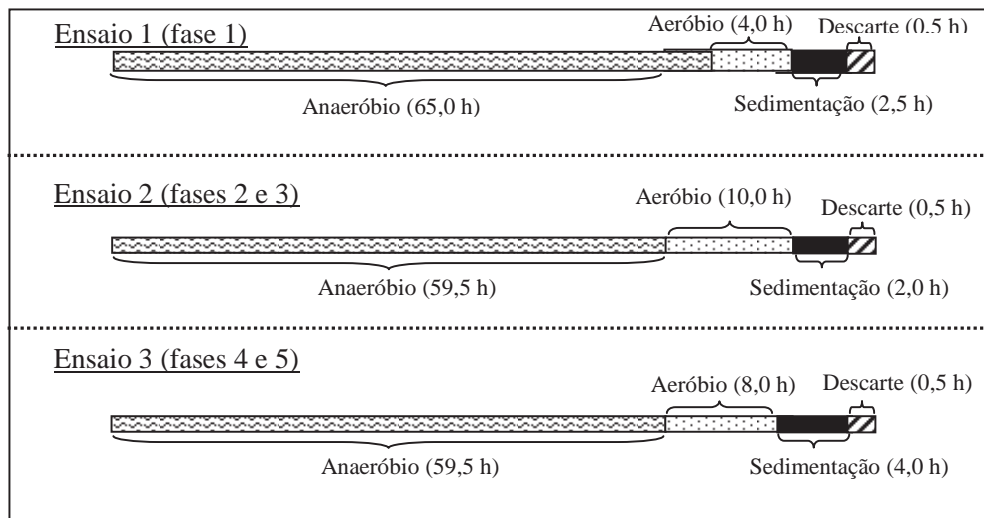 Ensaio 1 (fase 1)
Aeróbio (4,0 h)
Descarte (0.5 h)
Anaeróbio (65,0 h)
Sedimentação (2,5 h)
Ensaio 2 (fases 2 e 3)
Aeróbio (10,0 h)
Descarte (0,5 h)
Anaeróbio (59,5 h)
Sedimentação (2,0 h)
Ensaio 3 (fases 4 e 5)
Aeróbio (8,0 h)
Descarte (0,5 h)
Anaeróbio (59,5 h)
Sedimentação (4,0 h)